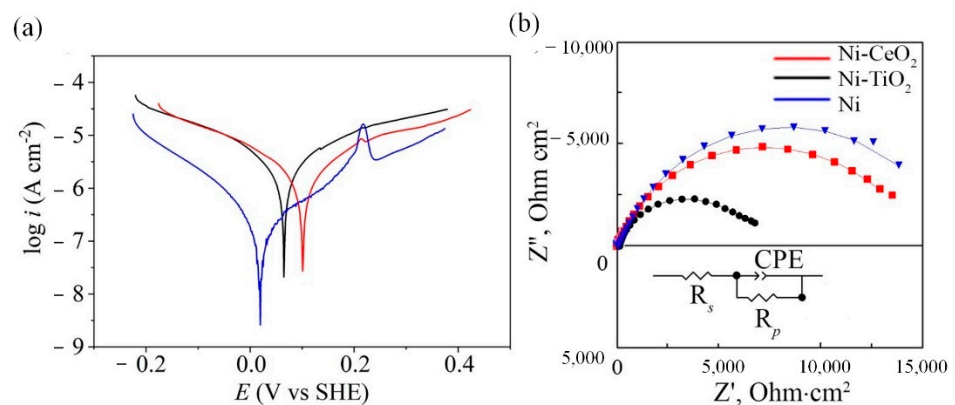 (a)
(b)
− 4
− 5
− 6
− 7
− 8
− 9
log i (A cm⁻²)
− 0.2
0.0
0.2
0.4
E (V vs SHE)
− 10,000
− 5,000
0
5,000
Z'', Ohm cm²
Ni-CeO₂
Ni-TiO₂
Ni
CPE
Rₛ
Rₚ
0
5,000
10,000
15,000
Z', Ohm·cm²